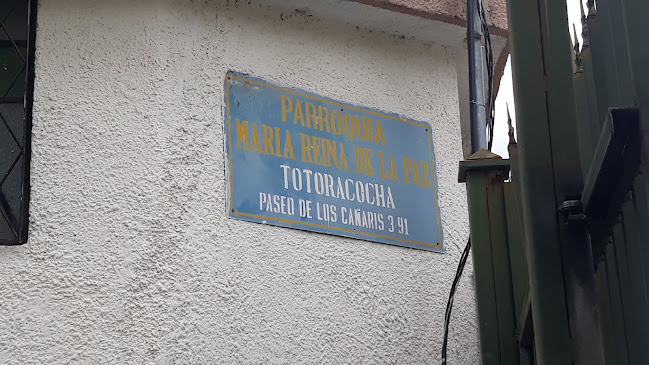 PARROQUIA
MARIA REINA DE LA PAZ
TOTORACOCHA
PASEO DE LOS CAÑARIS 3-91